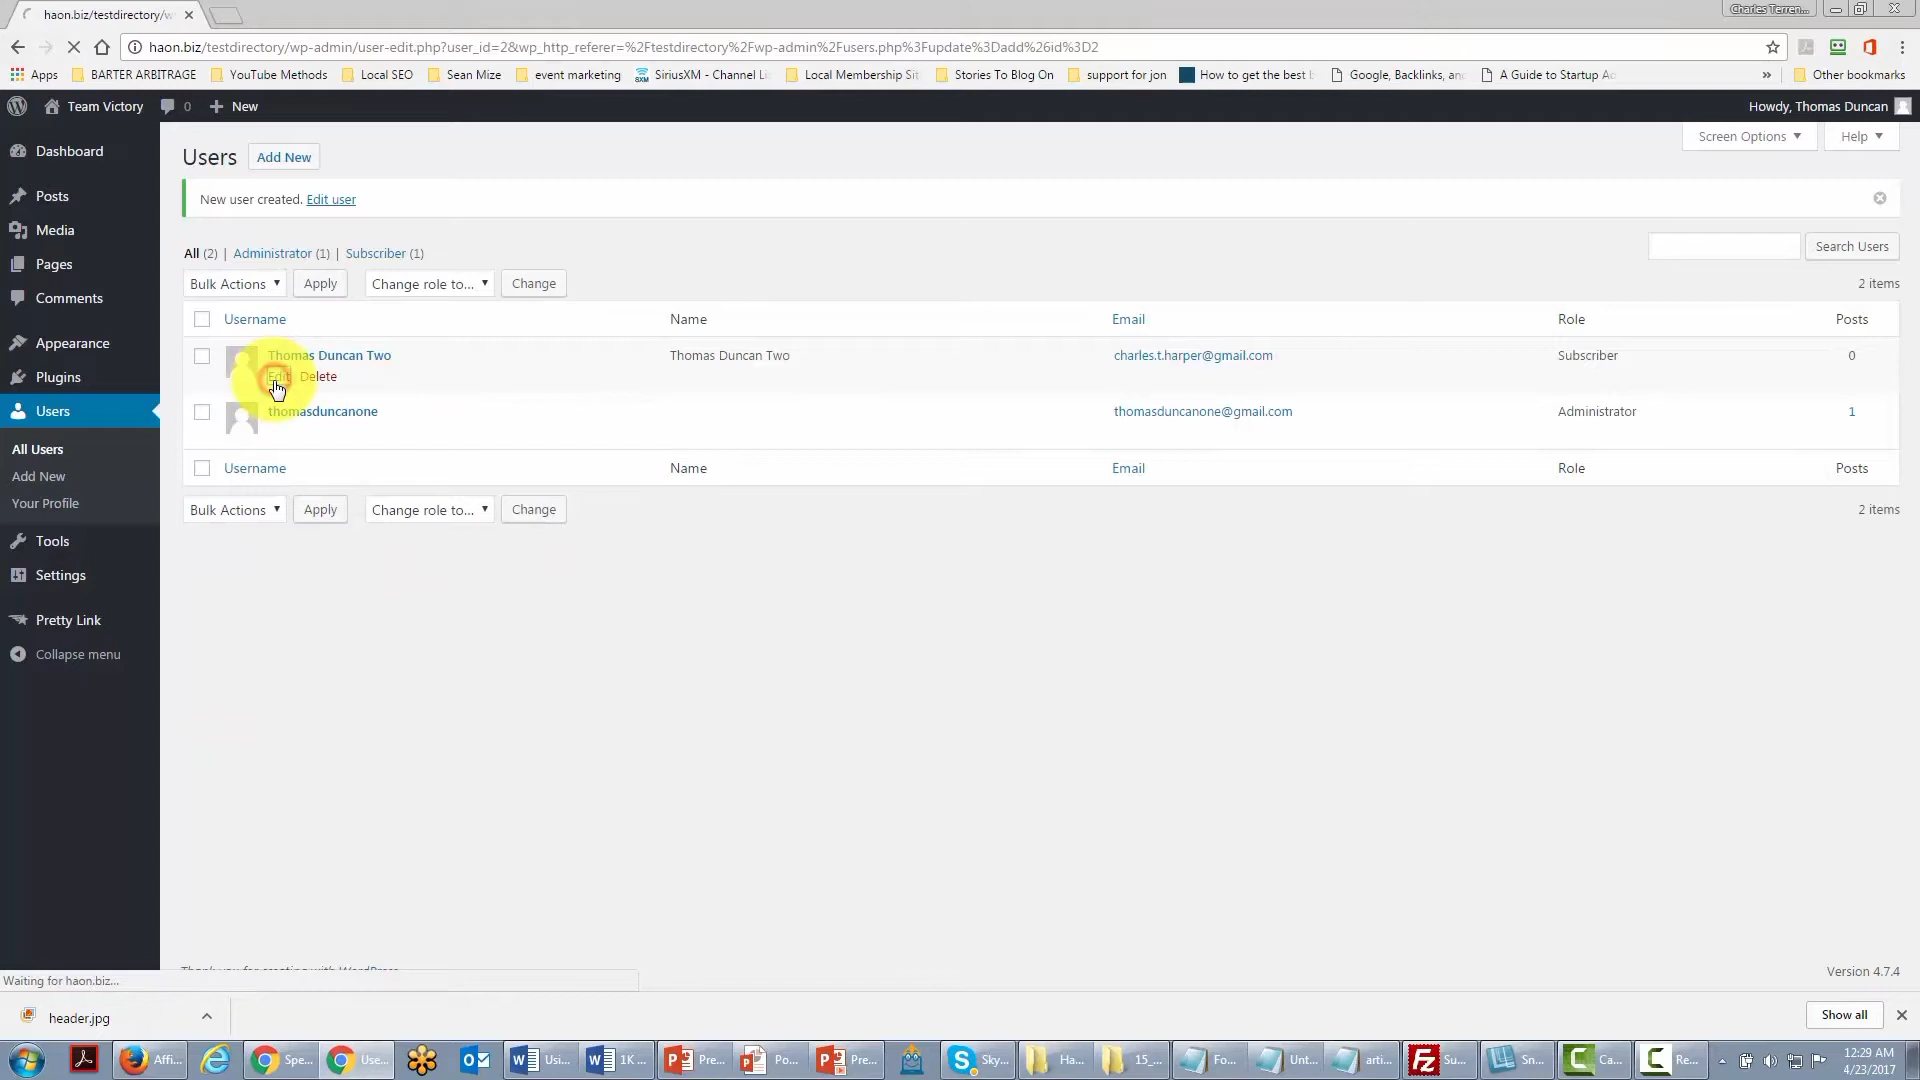 haon.biz/testdirectory/w
Charles Terren...
haon.biz/testdirectory/wp-admin/user-edit.php?user_id=2&wp_http_referer=%2Ftestdirectory%2Fwp-admin%2Fusers.php%3Fupdate%3Dadd%26id%3D2
Apps BARTER ARBITRAGE YouTube Methods Local SEO Sean Mize event marketing SiriusXM - Channel Li Local Membership Sit Stories To Blog On support for jon How to get the best Google, Backlinks, an A Guide to Startup Ac » Other bookmarks
Team Victory 0 + New Howdy, Thomas Duncan
Screen Options Help
Dashboard
Posts
Media
Pages
Comments
Appearance
Plugins
Users
All Users
Add New
Your Profile
Tools
Settings
Pretty Link
Collapse menu
Users Add New
New user created. Edit user
All (2) | Administrator (1) | Subscriber (1)
Search Users
Bulk Actions Apply Change role to... Change 2 items
Username Name Email Role Posts
Thomas Duncan Two Thomas Duncan Two charles.t.harper@gmail.com Subscriber 0
Edit Delete
thomasduncanone thomasduncanone@gmail.com Administrator 1
Username Name Email Role Posts
Bulk Actions Apply Change role to... Change 2 items
Thank you for creating with WordPress. Version 4.7.4
Waiting for haon.biz...
header.jpg Show all
Affi... Spe... Use... Usi... 1K ... Pre... Po... Pre... Sky... Ha... 15_... Fo... Unt... arti... Su... Sn... Ca... Re...
12:29 AM
4/23/2017